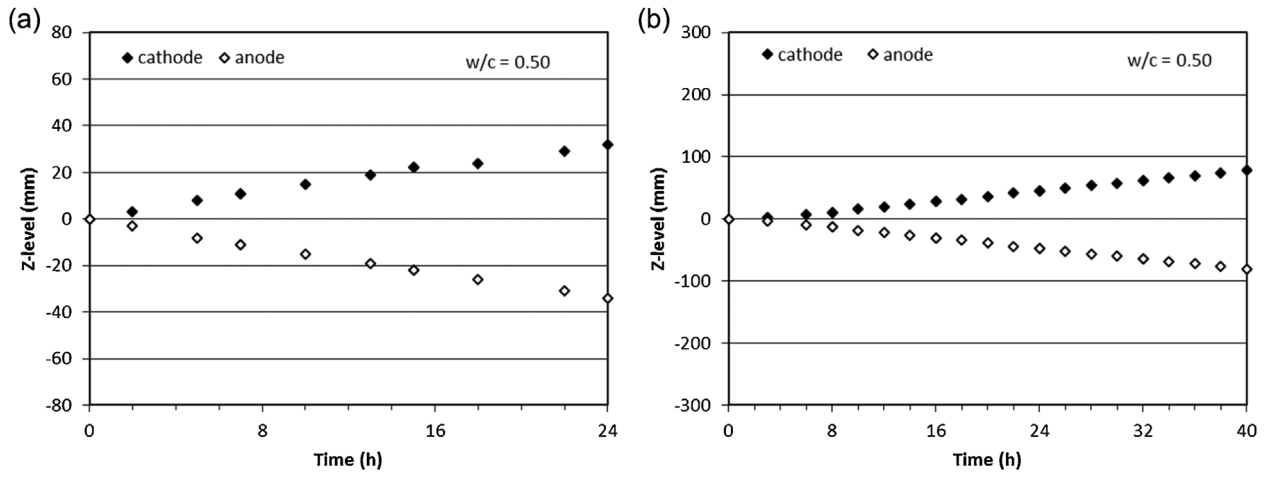 (a)
80
60
40
20
0
-20
-40
-60
-80
Z-level (mm)
cathode anode
w/c = 0.50
0 8 16 24
Time (h)
(b)
300
200
100
0
-100
-200
-300
Z-level (mm)
cathode anode
w/c = 0.50
0 8 16 24 32 40
Time (h)